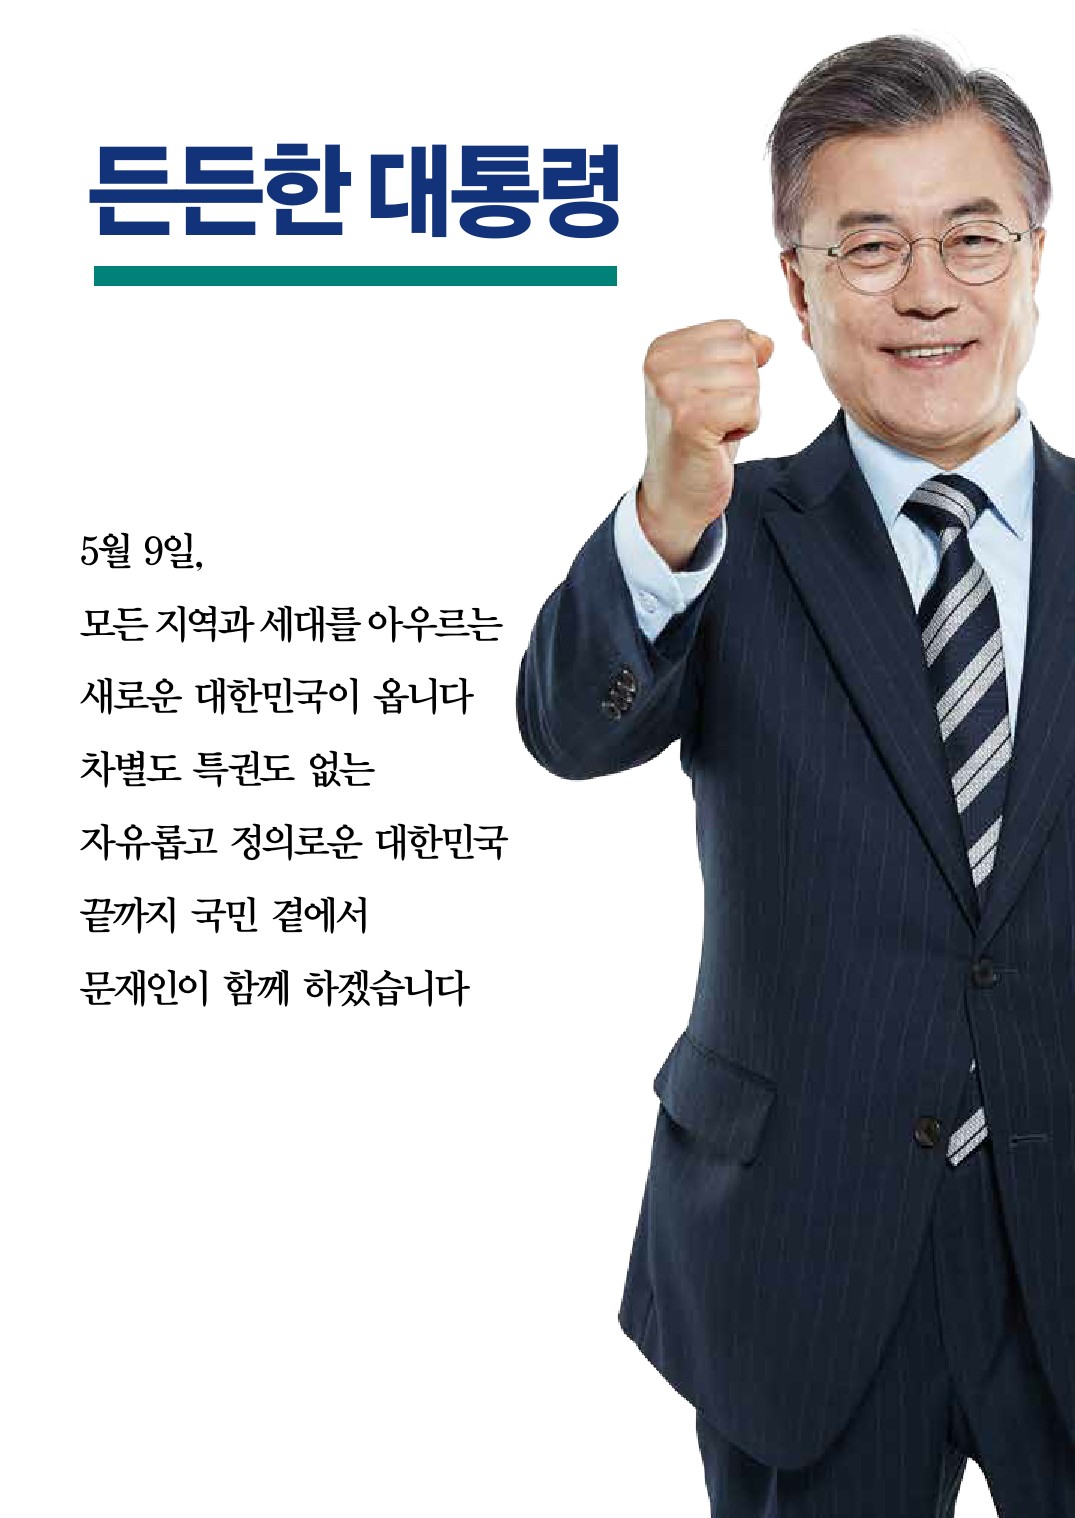 든든한 대통령
5월 9일,
모든 지역과 세대를 아우르는
새로운 대한민국이 옵니다
차별도 특권도 없는
자유롭고 정의로운 대한민국
끝까지 국민 곁에서
문재인이 함께 하겠습니다